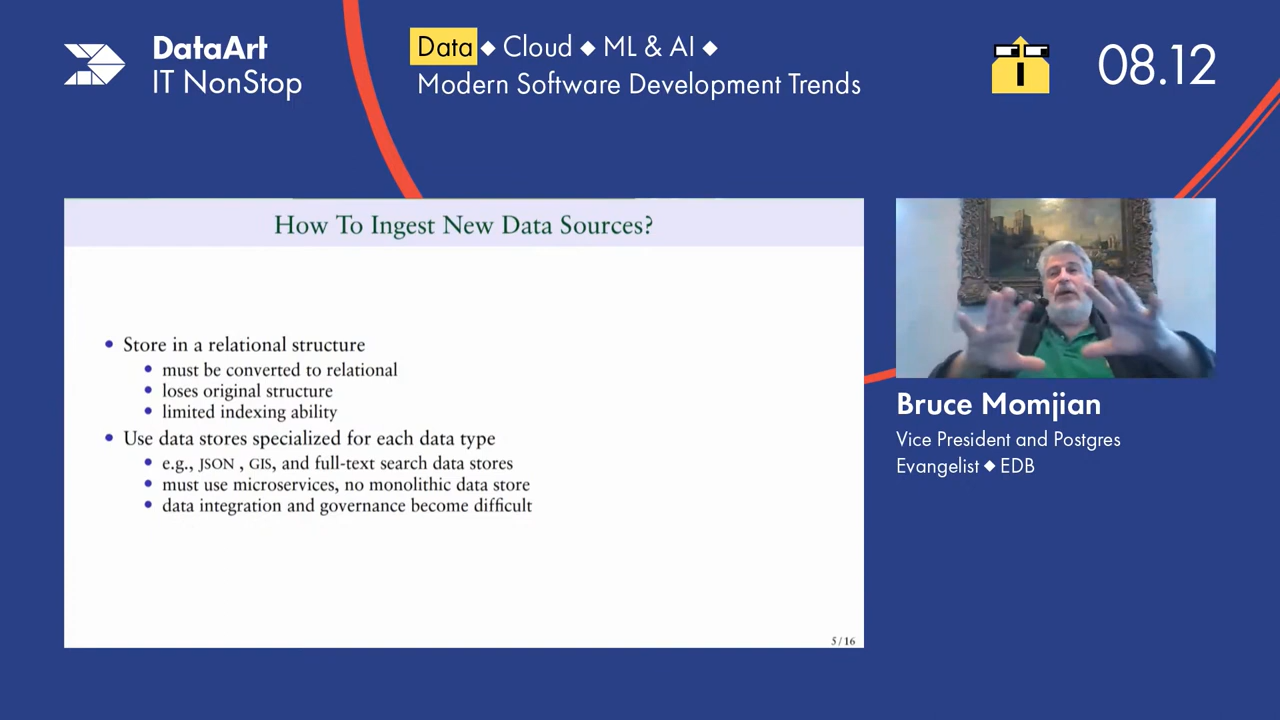 DataArt
IT NonStop
Data ◆ Cloud ◆ ML & AI ◆
Modern Software Development Trends
08.12
How To Ingest New Data Sources?
• Store in a relational structure
• must be converted to relational
• loses original structure
• limited indexing ability
• Use data stores specialized for each data type
• e.g., JSON , GIS, and full-text search data stores
• must use microservices, no monolithic data store
• data integration and governance become difficult
5 / 16
Bruce Momjian
Vice President and Postgres
Evangelist ◆ EDB